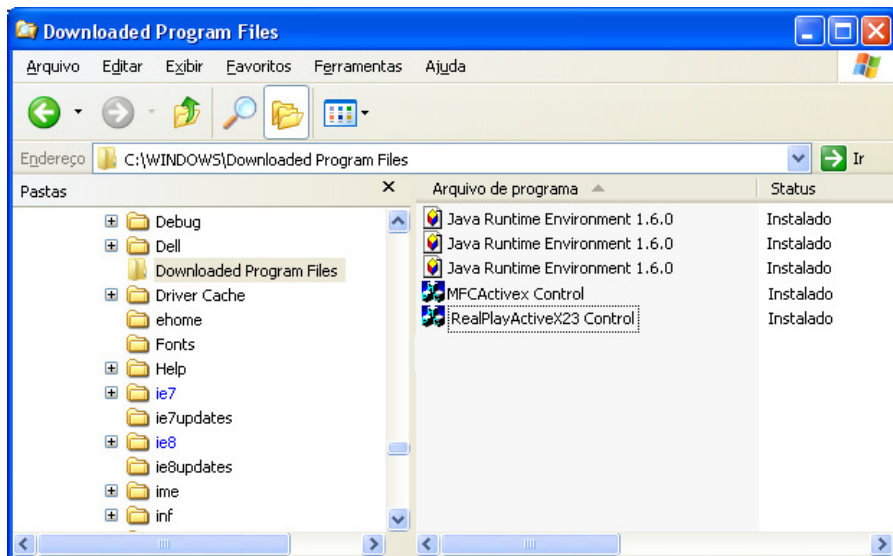 Downloaded Program Files
Arquivo Editar Exibir Favoritos Ferramentas Ajuda
Endereço C:\WINDOWS\Downloaded Program Files Ir
Pastas
Debug
Dell
Downloaded Program Files
Driver Cache
ehome
Fonts
Help
ie7
ie7updates
ie8
ie8updates
ime
inf
Arquivo de programa Status
Java Runtime Environment 1.6.0 Instalado
Java Runtime Environment 1.6.0 Instalado
Java Runtime Environment 1.6.0 Instalado
MFCActivex Control Instalado
RealPlayActiveX23 Control Instalado